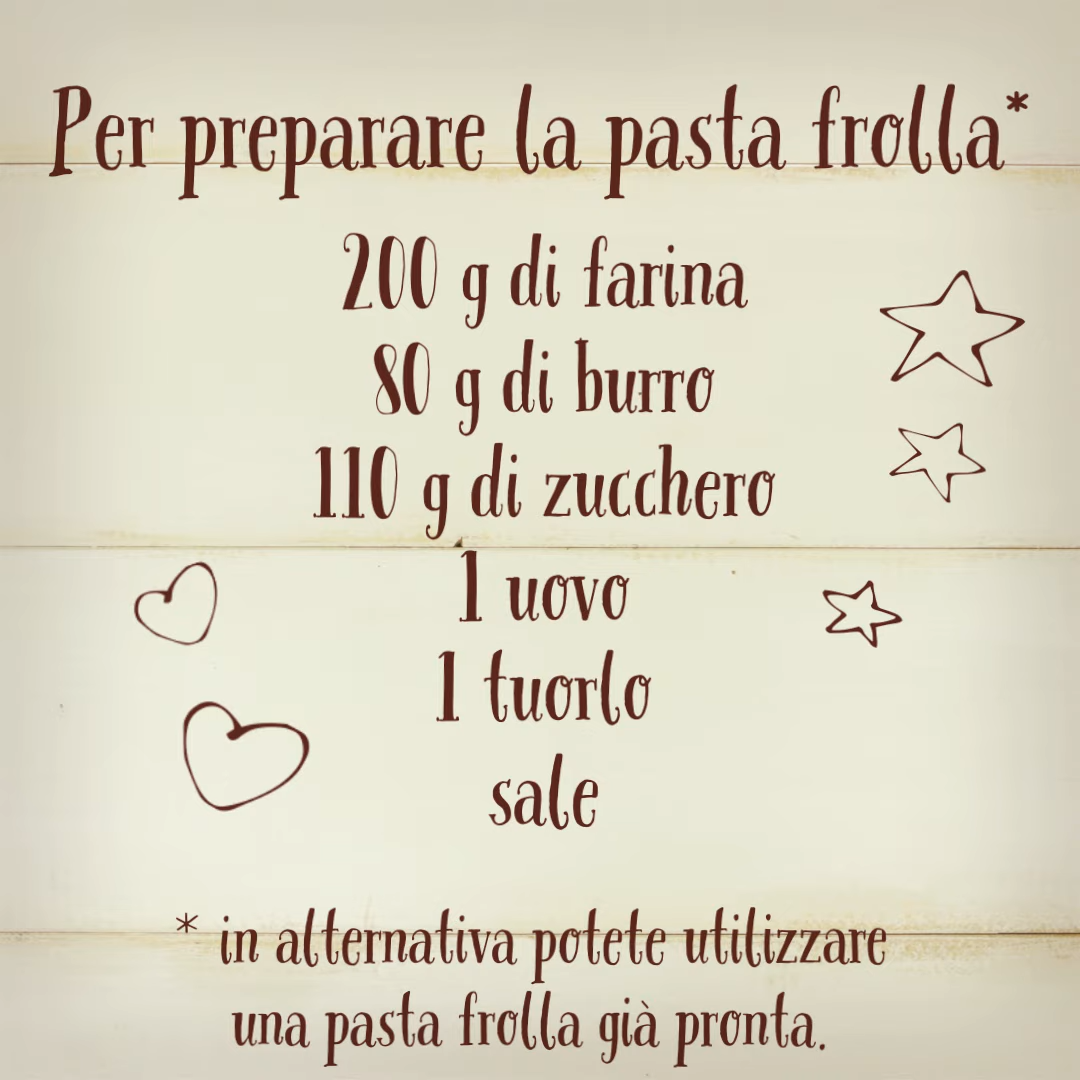 Per preparare la pasta frolla*
200 g di farina
80 g di burro
110 g di zucchero
1 uovo
1 tuorlo
sale
* in alternativa potete utilizzare
una pasta frolla già pronta.